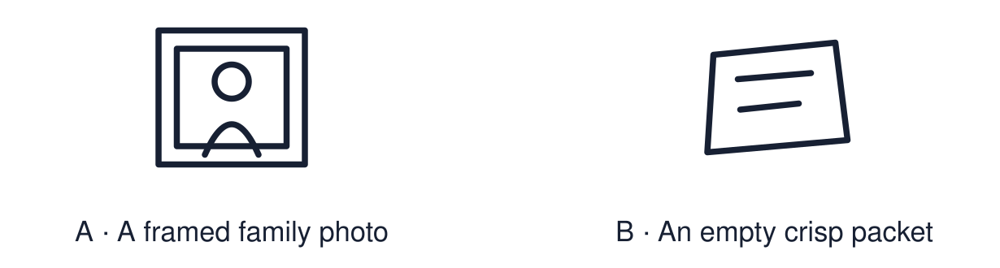 A · A framed family photo
B · An empty crisp packet